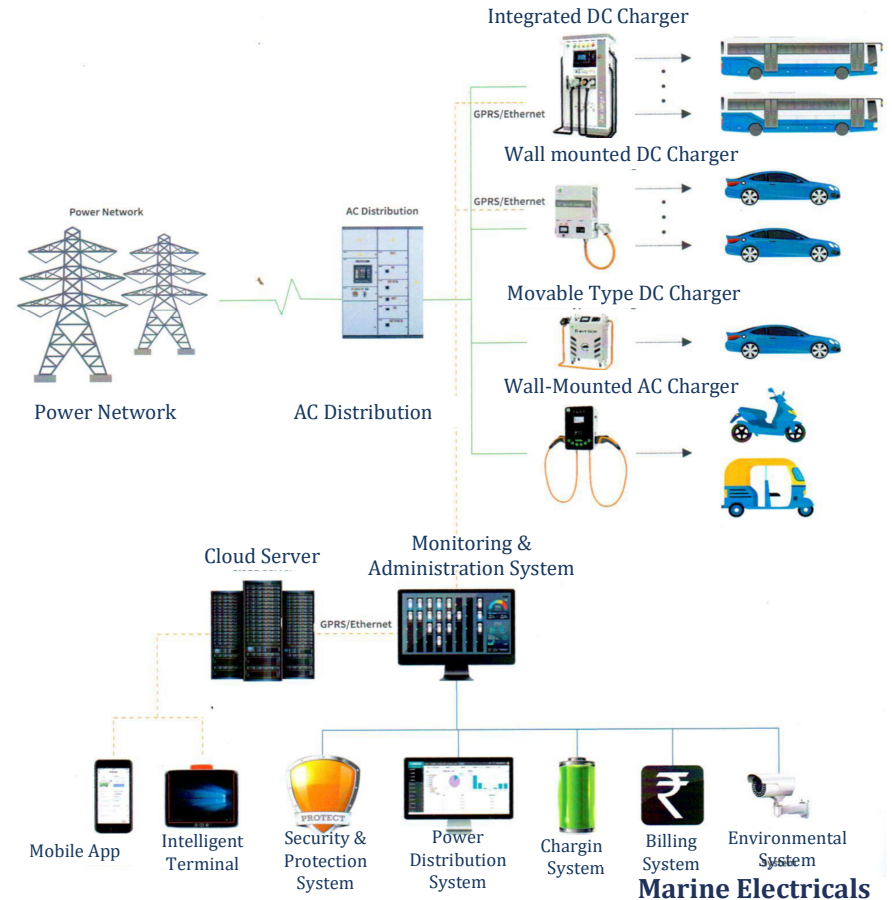 Integrated DC Charger
GPRS/Ethernet
Wall mounted DC Charger
GPRS/Ethernet
Power Network
AC Distribution
Movable Type DC Charger
Wall-Mounted AC Charger
Power Network
AC Distribution
Cloud Server
Monitoring &
Administration System
GPRS/Ethernet
PROTECT
Mobile App
Intelligent
Terminal
Security &
Protection
System
Power
Distribution
System
Chargin
System
Billing
System
Environmental
System
Marine Electricals